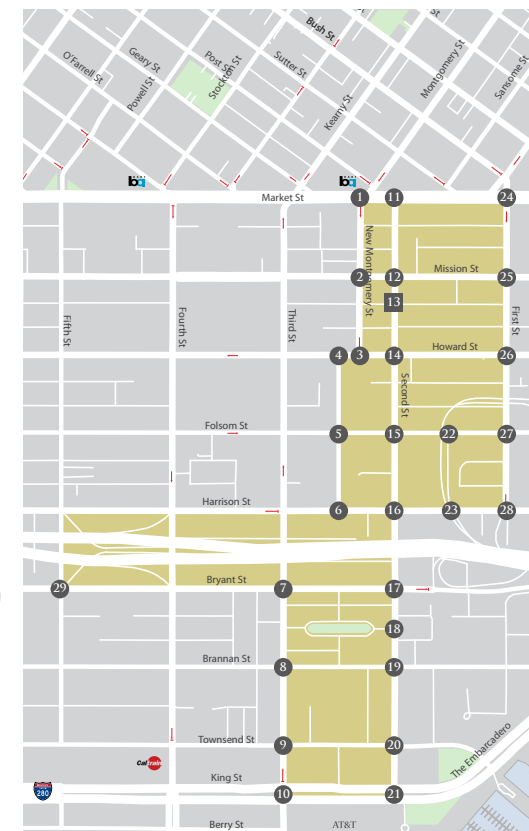 Bush St
O'Farrell St
Geary St
Post St
Stockton St
Sutter St
Montgomery St
Sansome St
Powell St
Kearny St
ba
ba
Market St
1
11
24
New Montgomery St
Mission St
2
12
25
13
Fifth St
Fourth St
Third St
First St
Howard St
4
3
14
26
Second St
Folsom St
5
15
22
27
Harrison St
6
16
23
28
Bryant St
29
7
17
18
Brannan St
8
19
Townsend St
9
20
The Embarcadero
Caltrain
King St
280
10
21
Berry St
AT&T